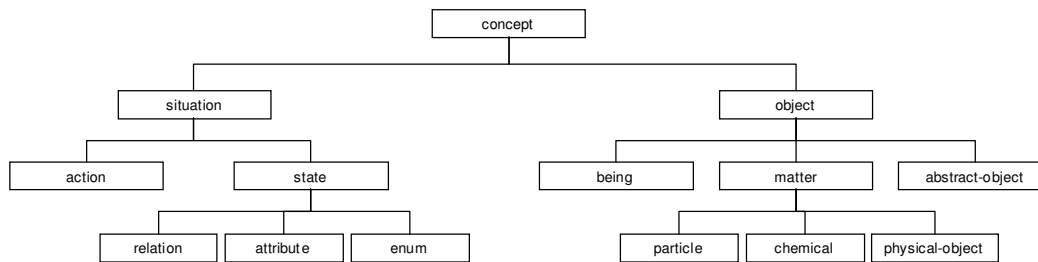 concept
situation
object
action
state
being
matter
abstract-object
relation
attribute
enum
particle
chemical
physical-object